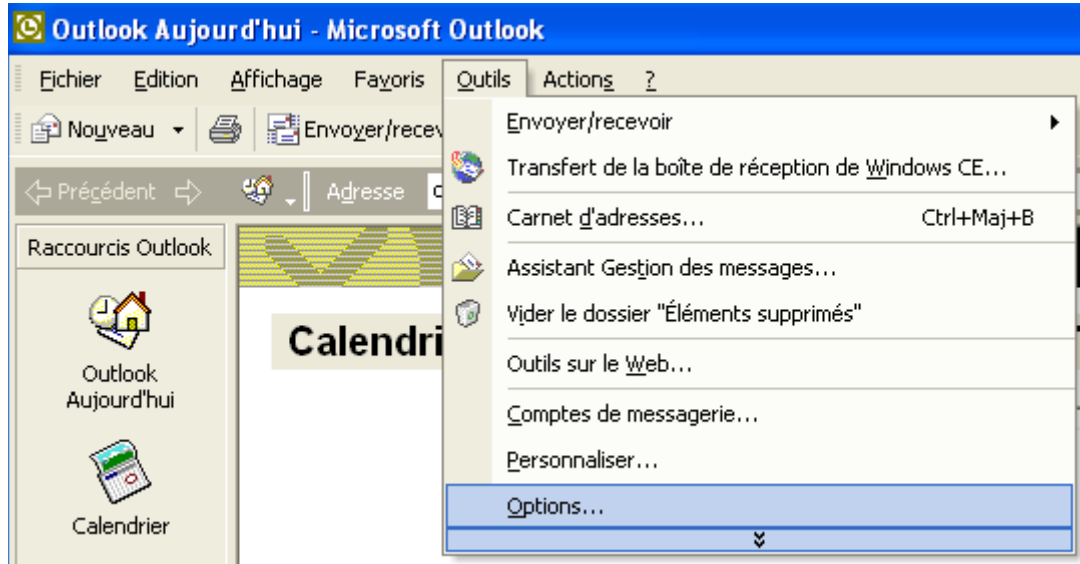 Outlook Aujourd'hui - Microsoft Outlook
Fichier Edition Affichage Favoris Outils Actions ?
Nouveau Envoyer/recev
Précédent Adresse
Raccourcis Outlook
Outlook
Aujourd'hui
Calendrier
Calendri
Envoyer/recevoir
Transfert de la boîte de réception de Windows CE...
Carnet d'adresses... Ctrl+Maj+B
Assistant Gestion des messages...
Vider le dossier "Éléments supprimés"
Outils sur le Web...
Comptes de messagerie...
Personnaliser...
Options...